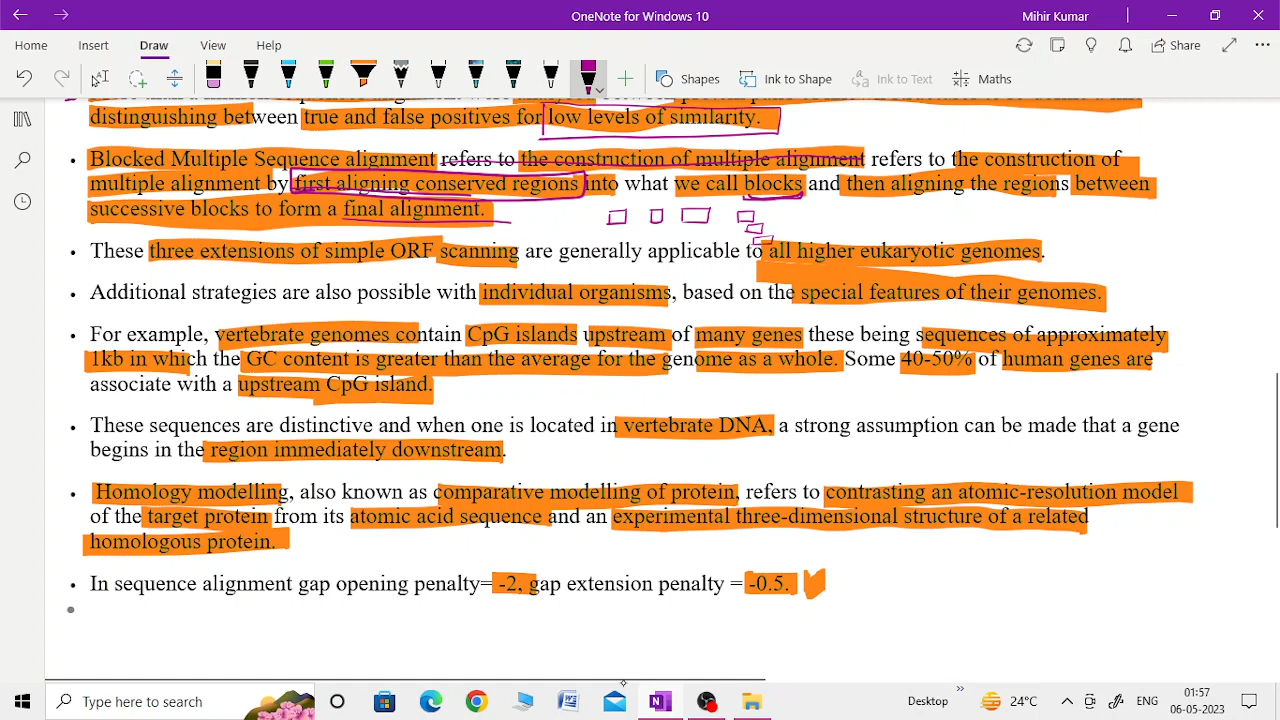 OneNote for Windows 10
Mihir Kumar
Home Insert Draw View Help
Share
Shapes
Ink to Shape
Ink to Text
Maths
distinguishing between true and false positives for low levels of similarity.
• Blocked Multiple Sequence alignment refers to the construction of multiple alignment refers to the construction of
multiple alignment by first aligning conserved regions into what we call blocks and then aligning the regions between
successive blocks to form a final alignment.
• These three extensions of simple ORF scanning are generally applicable to all higher eukaryotic genomes.
• Additional strategies are also possible with individual organisms, based on the special features of their genomes.
• For example, vertebrate genomes contain CpG islands upstream of many genes these being sequences of approximately
1kb in which the GC content is greater than the average for the genome as a whole. Some 40-50% of human genes are
associate with a upstream CpG island.
• These sequences are distinctive and when one is located in vertebrate DNA, a strong assumption can be made that a gene
begins in the region immediately downstream.
• Homology modelling, also known as comparative modelling of protein, refers to contrasting an atomic-resolution model
of the target protein from its atomic acid sequence and an experimental three-dimensional structure of a related
homologous protein.
• In sequence alignment gap opening penalty= -2, gap extension penalty = -0.5.
Type here to search
Desktop
24°C
ENG
01:57
06-05-2023